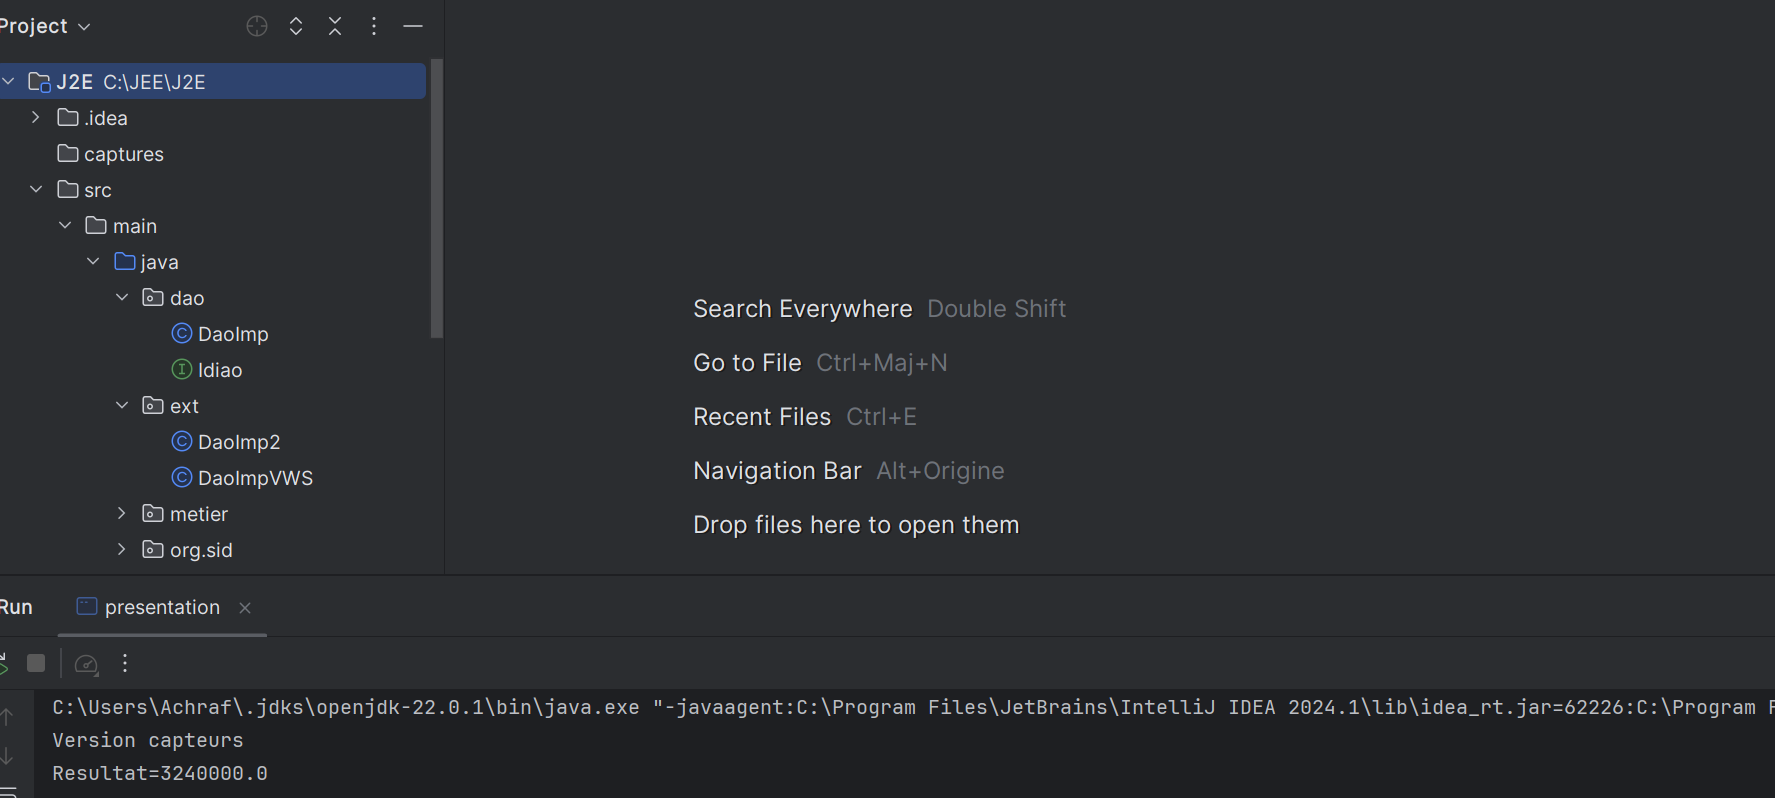 Project
J2E C:\JEE\J2E
.idea
captures
src
main
java
dao
DaoImp
Idiao
ext
DaoImp2
DaoImpVWS
metier
org.sid
Search Everywhere Double Shift
Go to File Ctrl+Maj+N
Recent Files Ctrl+E
Navigation Bar Alt+Origine
Drop files here to open them
Run presentation
C:\Users\Achraf\.jdks\openjdk-22.0.1\bin\java.exe "-javaagent:C:\Program Files\JetBrains\IntelliJ IDEA 2024.1\lib\idea_rt.jar=62226:C:\Program F
Version capteurs
Resultat=3240000.0